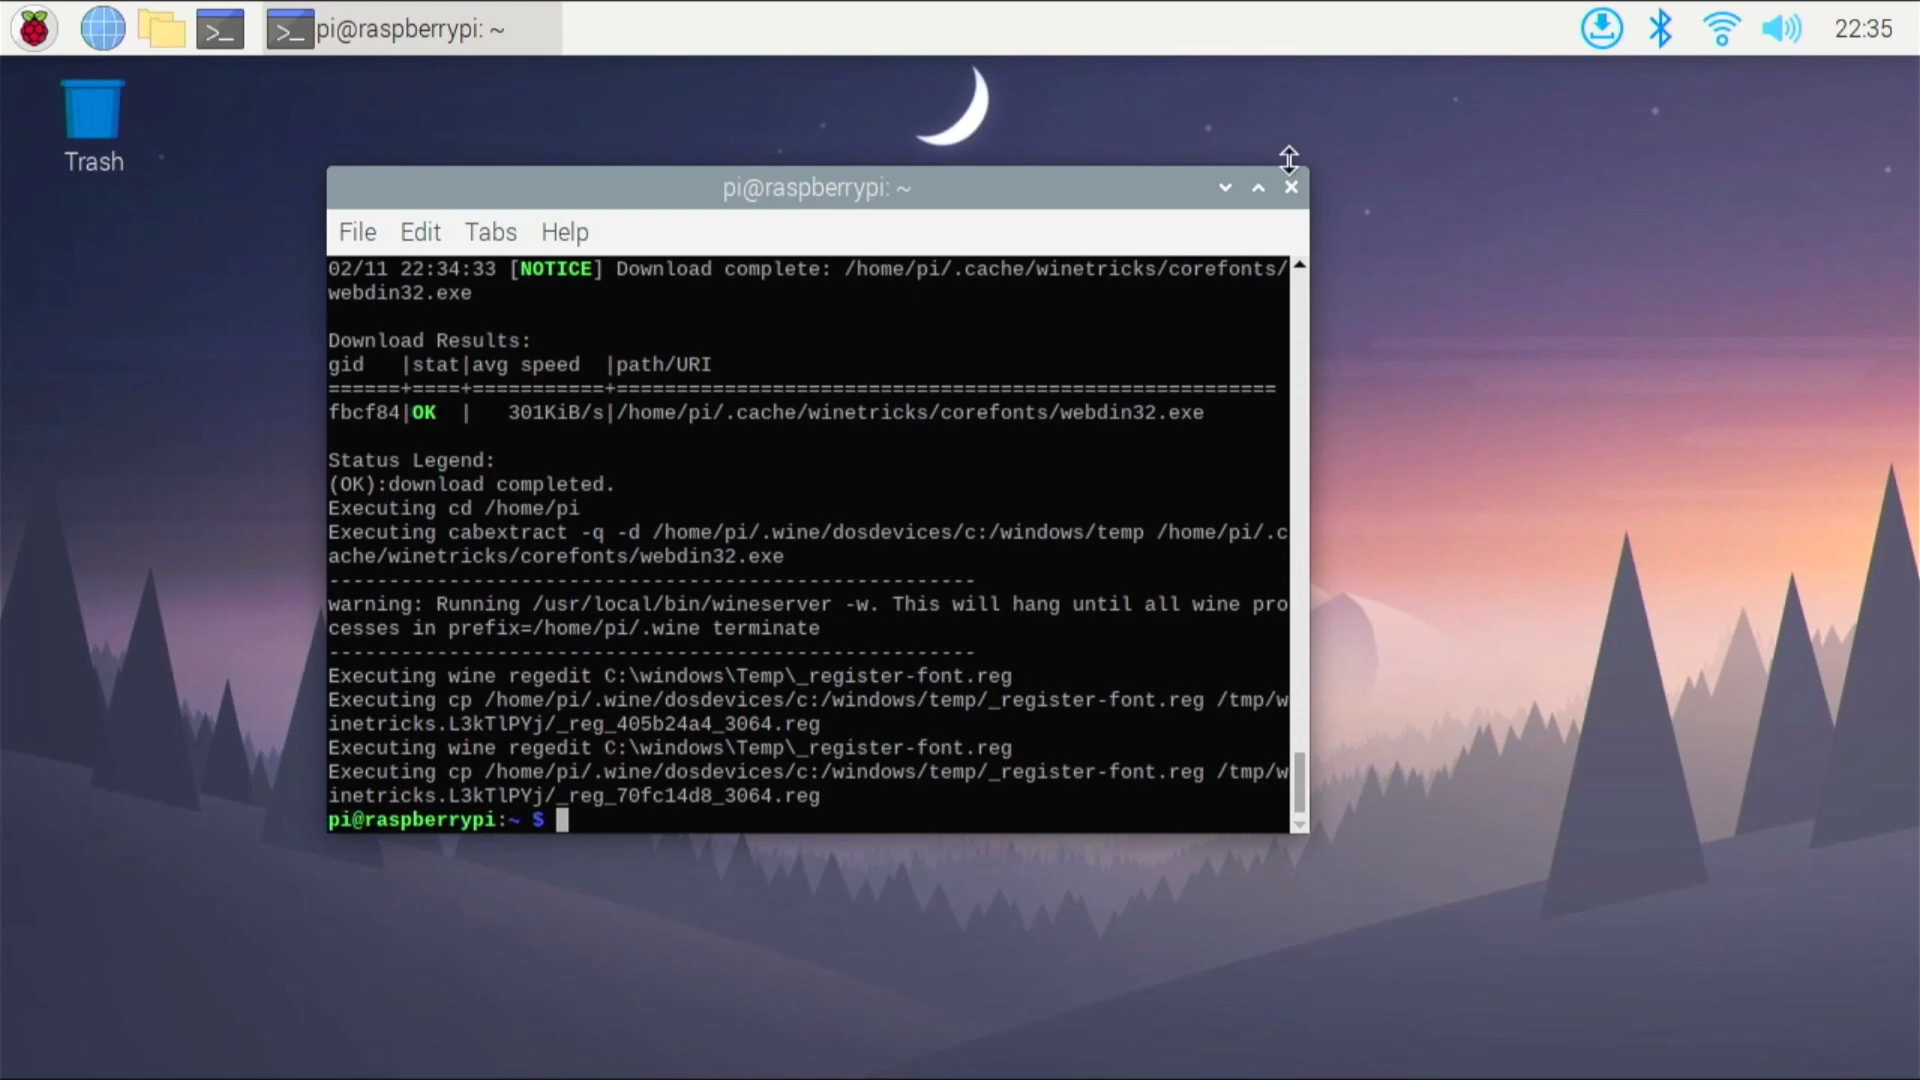 pi@raspberrypi: ~
22:35
Trash
pi@raspberrypi: ~
File Edit Tabs Help
02/11 22:34:33 [NOTICE] Download complete: /home/pi/.cache/winetricks/corefonts/
webdin32.exe
Download Results:
gid   |stat|avg speed  |path/URI
======+====+===========+=======================================================
fbcf84|OK  |   301KiB/s|/home/pi/.cache/winetricks/corefonts/webdin32.exe
Status Legend:
(OK):download completed.
Executing cd /home/pi
Executing cabextract -q -d /home/pi/.wine/dosdevices/c:/windows/temp /home/pi/.c
ache/winetricks/corefonts/webdin32.exe
------------------------------------------------------
warning: Running /usr/local/bin/wineserver -w. This will hang until all wine pro
cesses in prefix=/home/pi/.wine terminate
------------------------------------------------------
Executing wine regedit C:\windows\Temp\_register-font.reg
Executing cp /home/pi/.wine/dosdevices/c:/windows/temp/_register-font.reg /tmp/w
inetricks.L3kTlPYj/_reg_405b24a4_3064.reg
Executing wine regedit C:\windows\Temp\_register-font.reg
Executing cp /home/pi/.wine/dosdevices/c:/windows/temp/_register-font.reg /tmp/w
inetricks.L3kTlPYj/_reg_70fc14d8_3064.reg
pi@raspberrypi:~ $